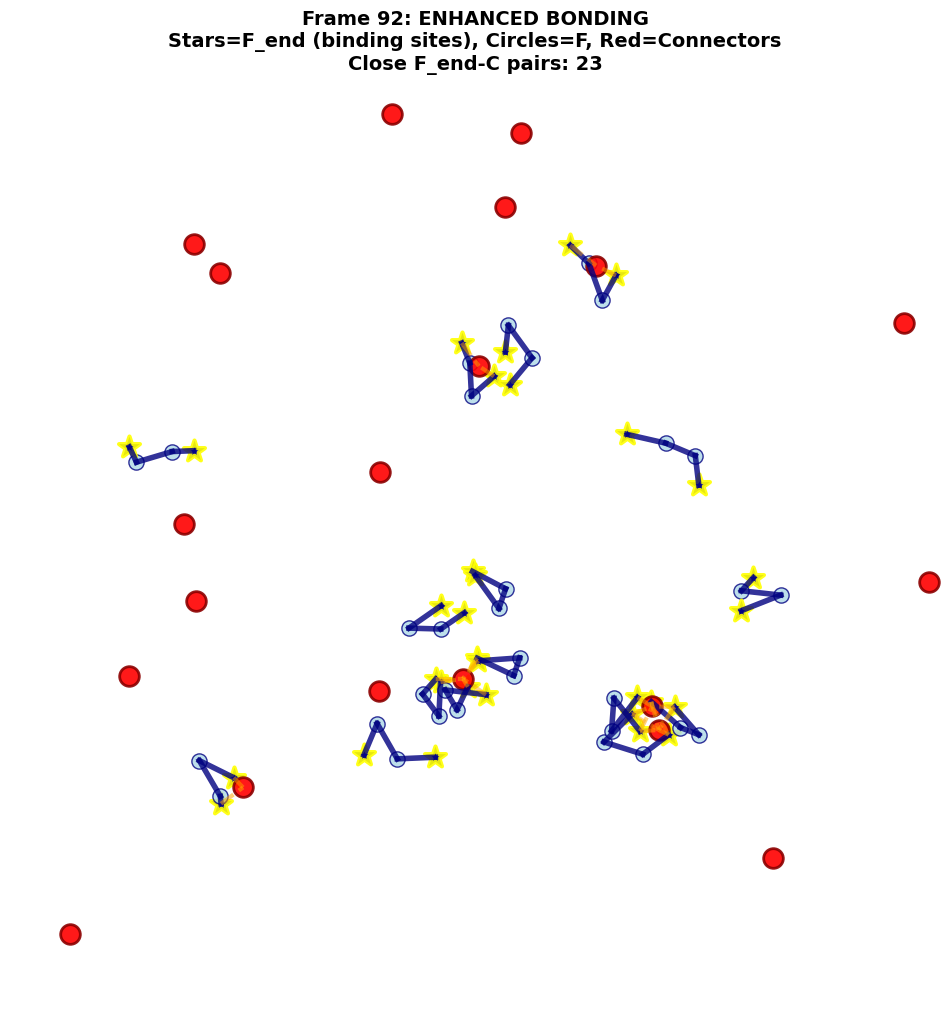 Frame 92: ENHANCED BONDING
Stars=F_end (binding sites), Circles=F, Red=Connectors
Close F_end-C pairs: 23